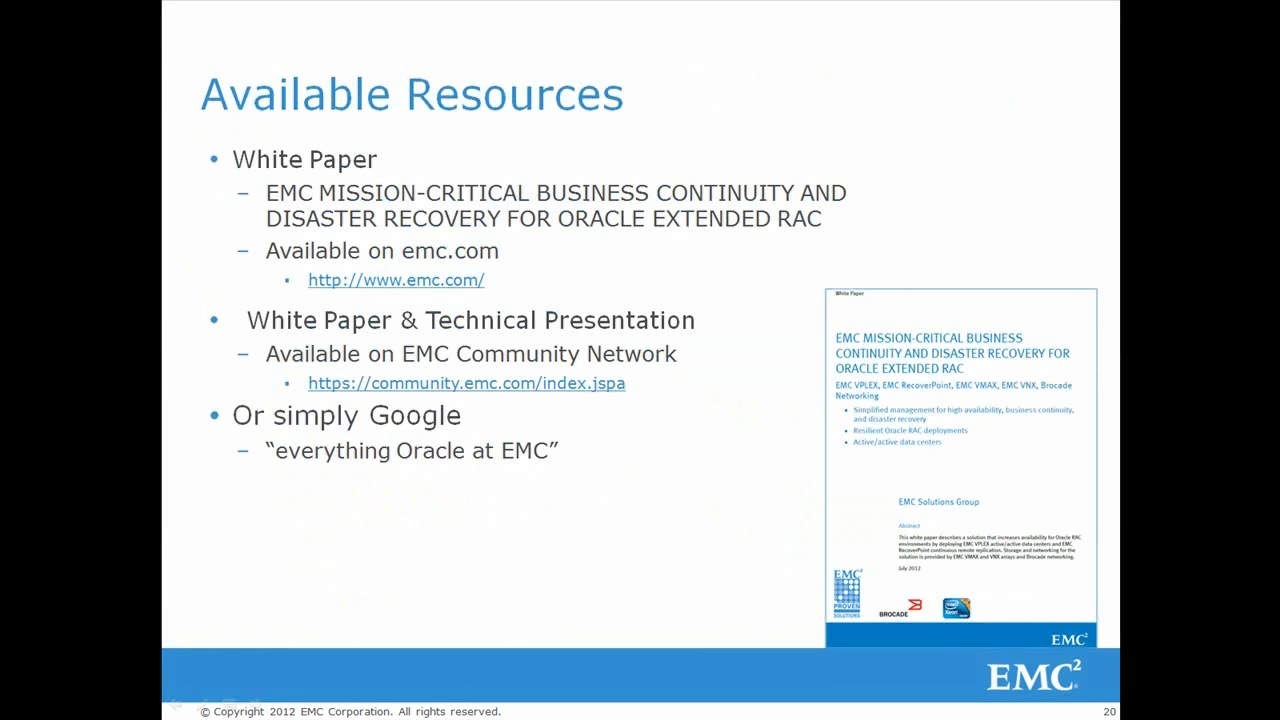 Available Resources
• White Paper
– EMC MISSION-CRITICAL BUSINESS CONTINUITY AND
DISASTER RECOVERY FOR ORACLE EXTENDED RAC
– Available on emc.com
▪ http://www.emc.com/
• White Paper & Technical Presentation
– Available on EMC Community Network
▪ https://community.emc.com/index.jspa
• Or simply Google
– “everything Oracle at EMC”
White Paper
EMC MISSION-CRITICAL BUSINESS
CONTINUITY AND DISASTER RECOVERY FOR
ORACLE EXTENDED RAC
EMC VPLEX, EMC RecoverPoint, EMC VMAX, EMC VNX, Brocade
Networking
• Simplified management for high availability, business continuity,
and disaster recovery
• Resilient Oracle RAC deployments
• Active/active data centers
EMC Solutions Group
Abstract
This white paper describes a solution that increases availability for Oracle RAC
environments by deploying EMC VPLEX active/active data centers and EMC
RecoverPoint continuous remote replication. Storage and networking for the
solution is provided by EMC VMAX and VNX arrays and Brocade networking.
July 2012
EMC²
PROVEN
SOLUTIONS
BROCADE
intel
Xeon
EMC²
EMC²
© Copyright 2012 EMC Corporation. All rights reserved.
20